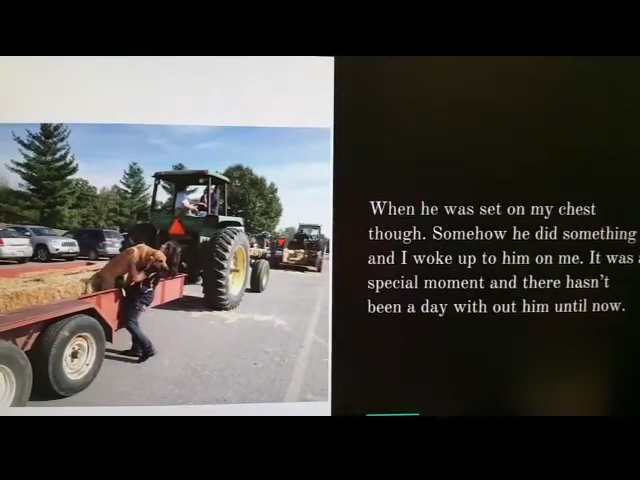 When he was set on my chest
though. Somehow he did something
and I woke up to him on me. It was a
special moment and there hasn't
been a day with out him until now.